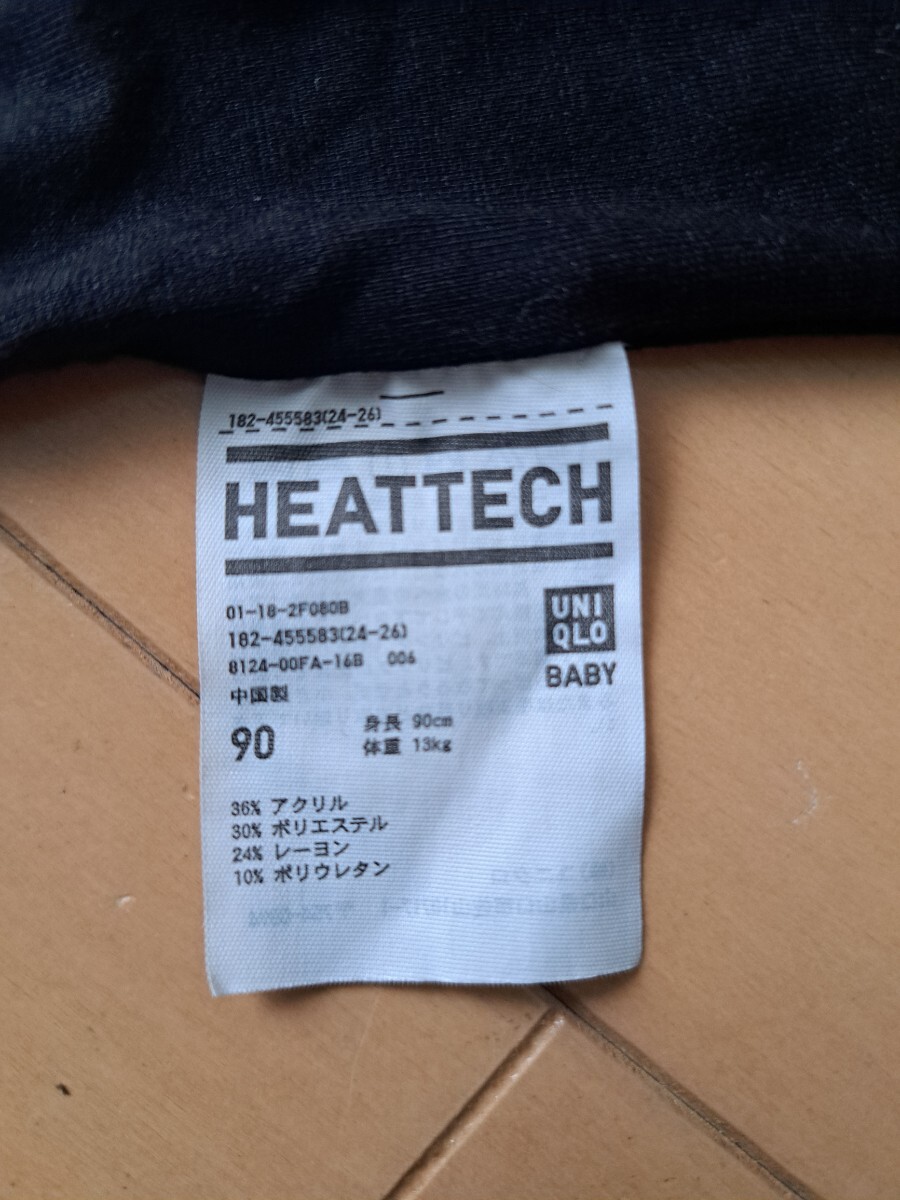 182-455583(24-26)
HEATTECH
01-18-2F080B
182-455583(24-26)
8124-00FA-16B 006
中国製
UNI
QLO
BABY
90
身長 90cm
体重 13kg
36% アクリル
30% ポリエステル
24% レーヨン
10% ポリウレタン